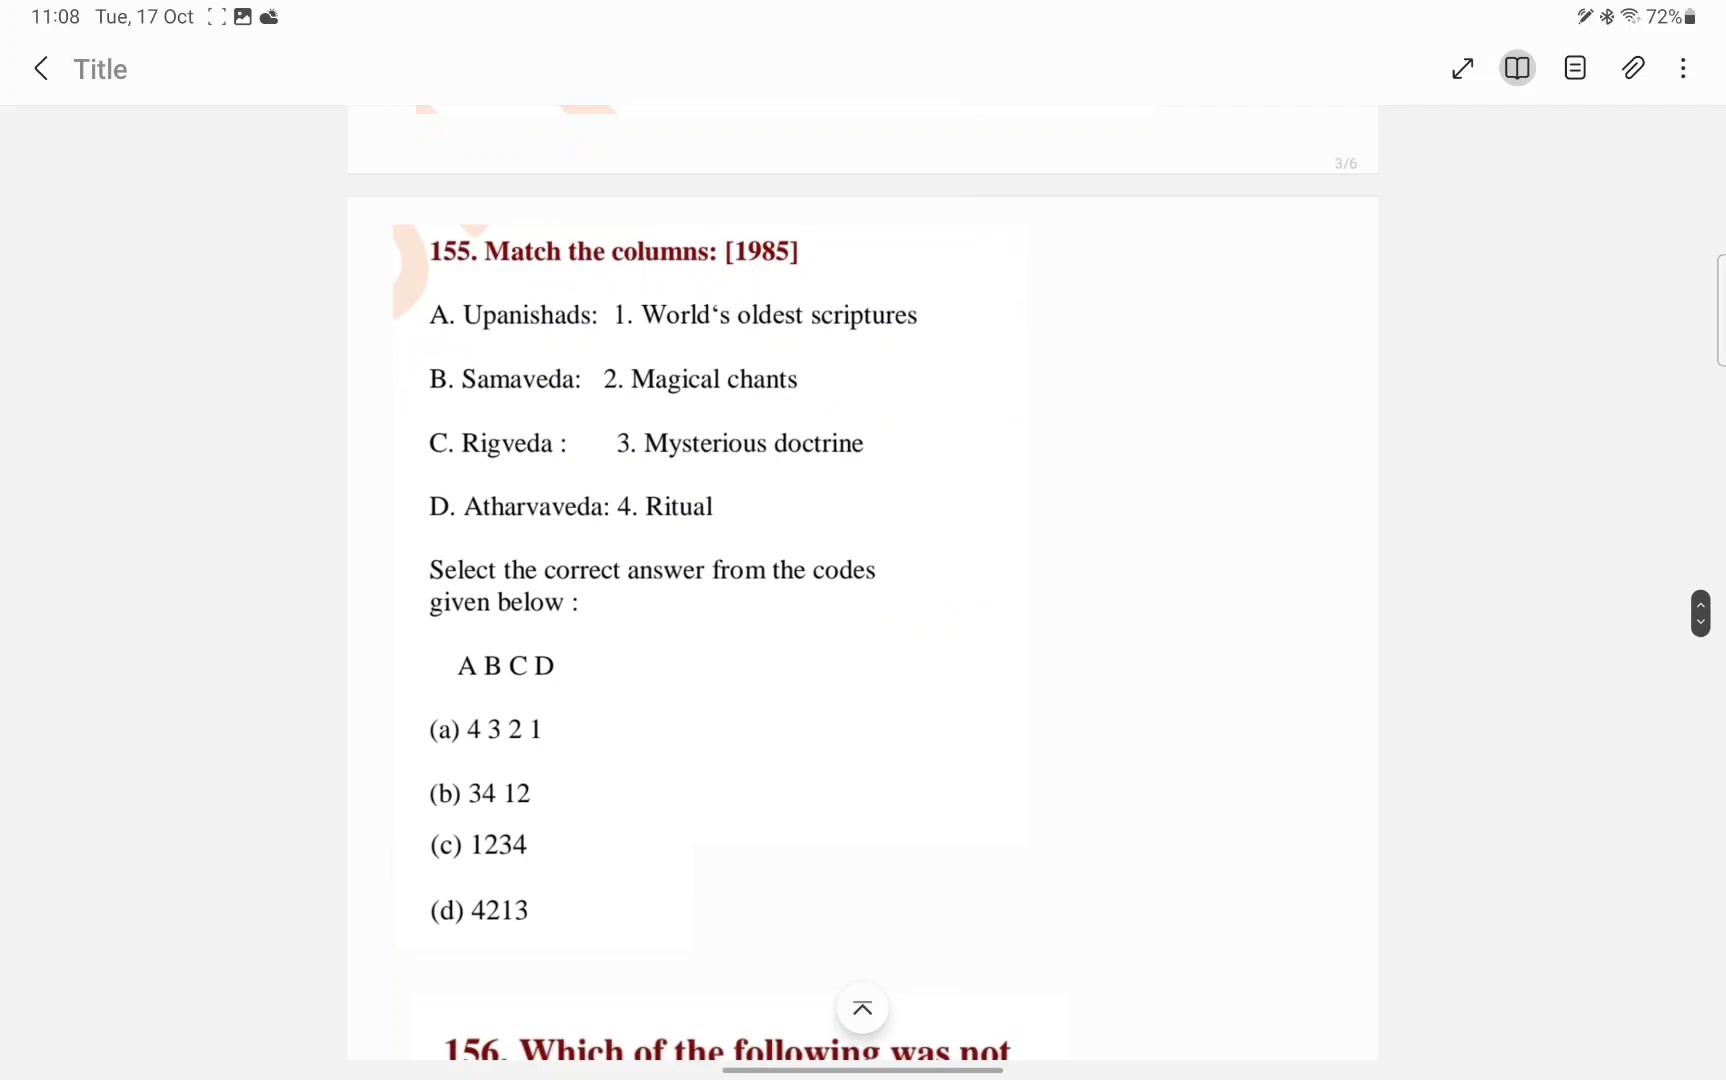 11:08 Tue, 17 Oct
72%
Title
3/6
155. Match the columns: [1985]
A. Upanishads: 1. World‘s oldest scriptures
B. Samaveda: 2. Magical chants
C. Rigveda : 3. Mysterious doctrine
D. Atharvaveda: 4. Ritual
Select the correct answer from the codes
given below :
A B C D
(a) 4 3 2 1
(b) 34 12
(c) 1234
(d) 4213
156. Which of the following was not